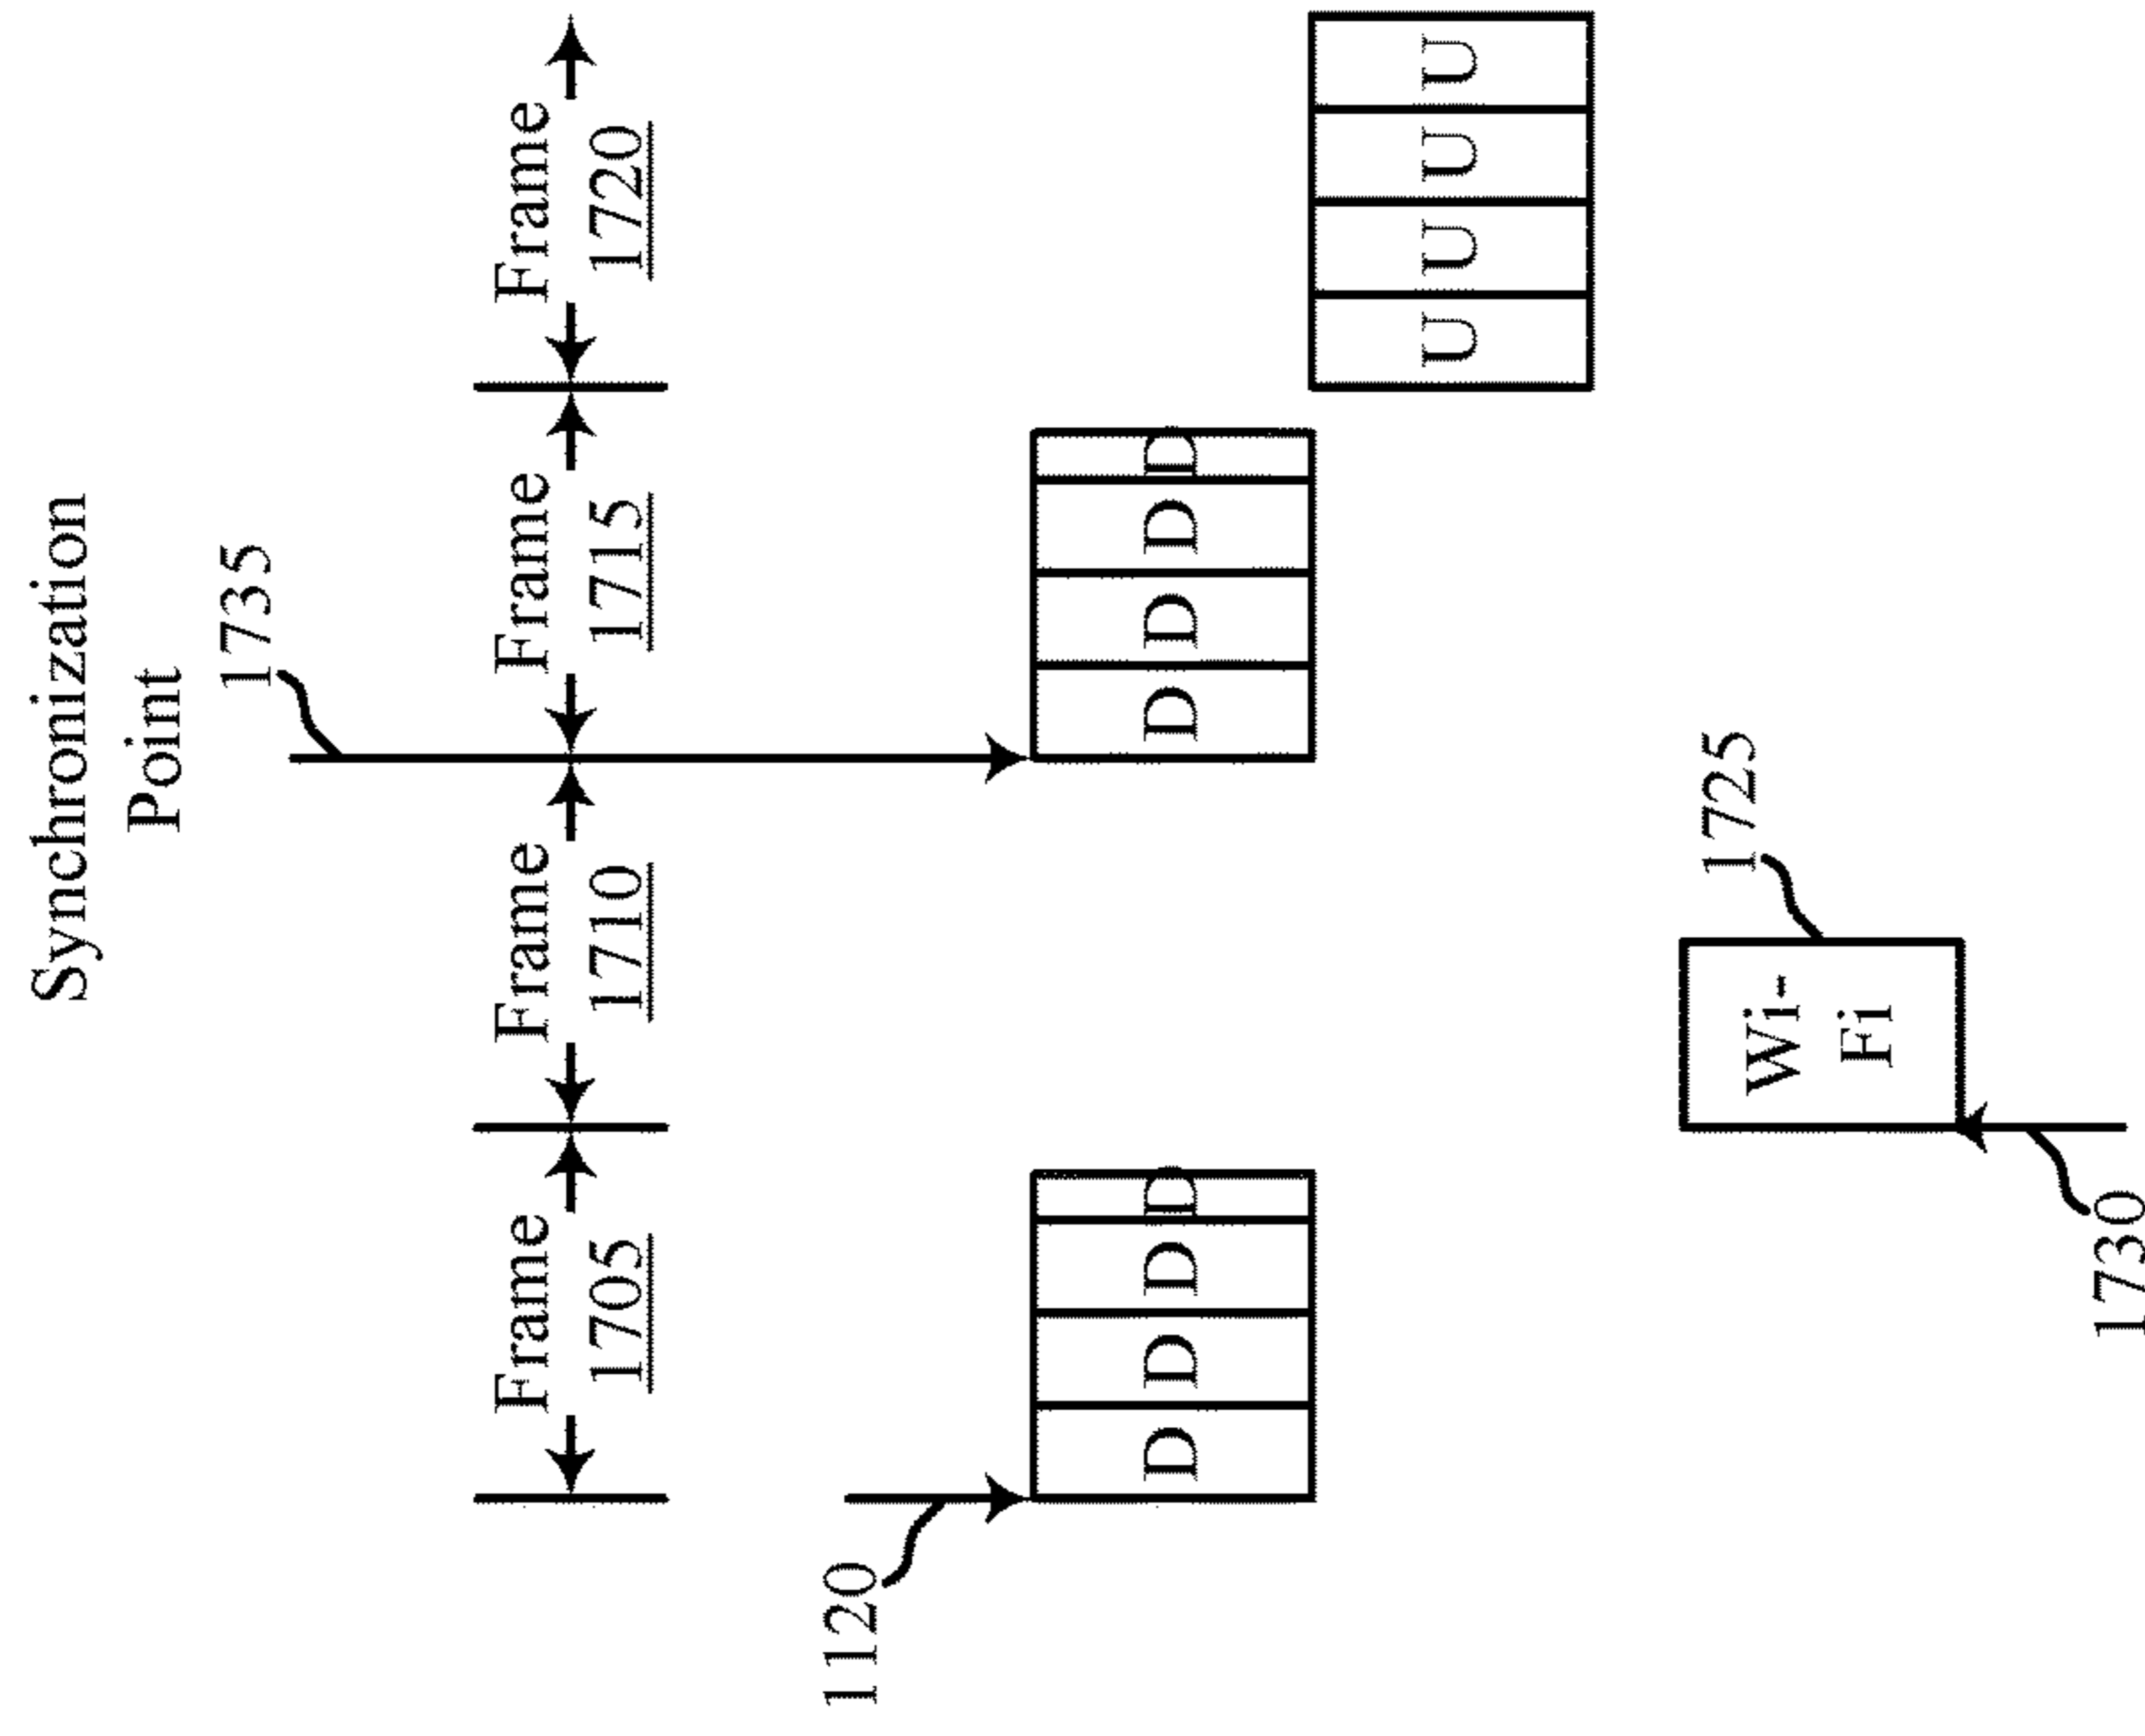 Synchronization
Point
1735
Frame
1705
Frame
1710
Frame
1715
Frame
1720
1120
D D D D
D D D D
U U U U
Wi-
Fi
1725
1730